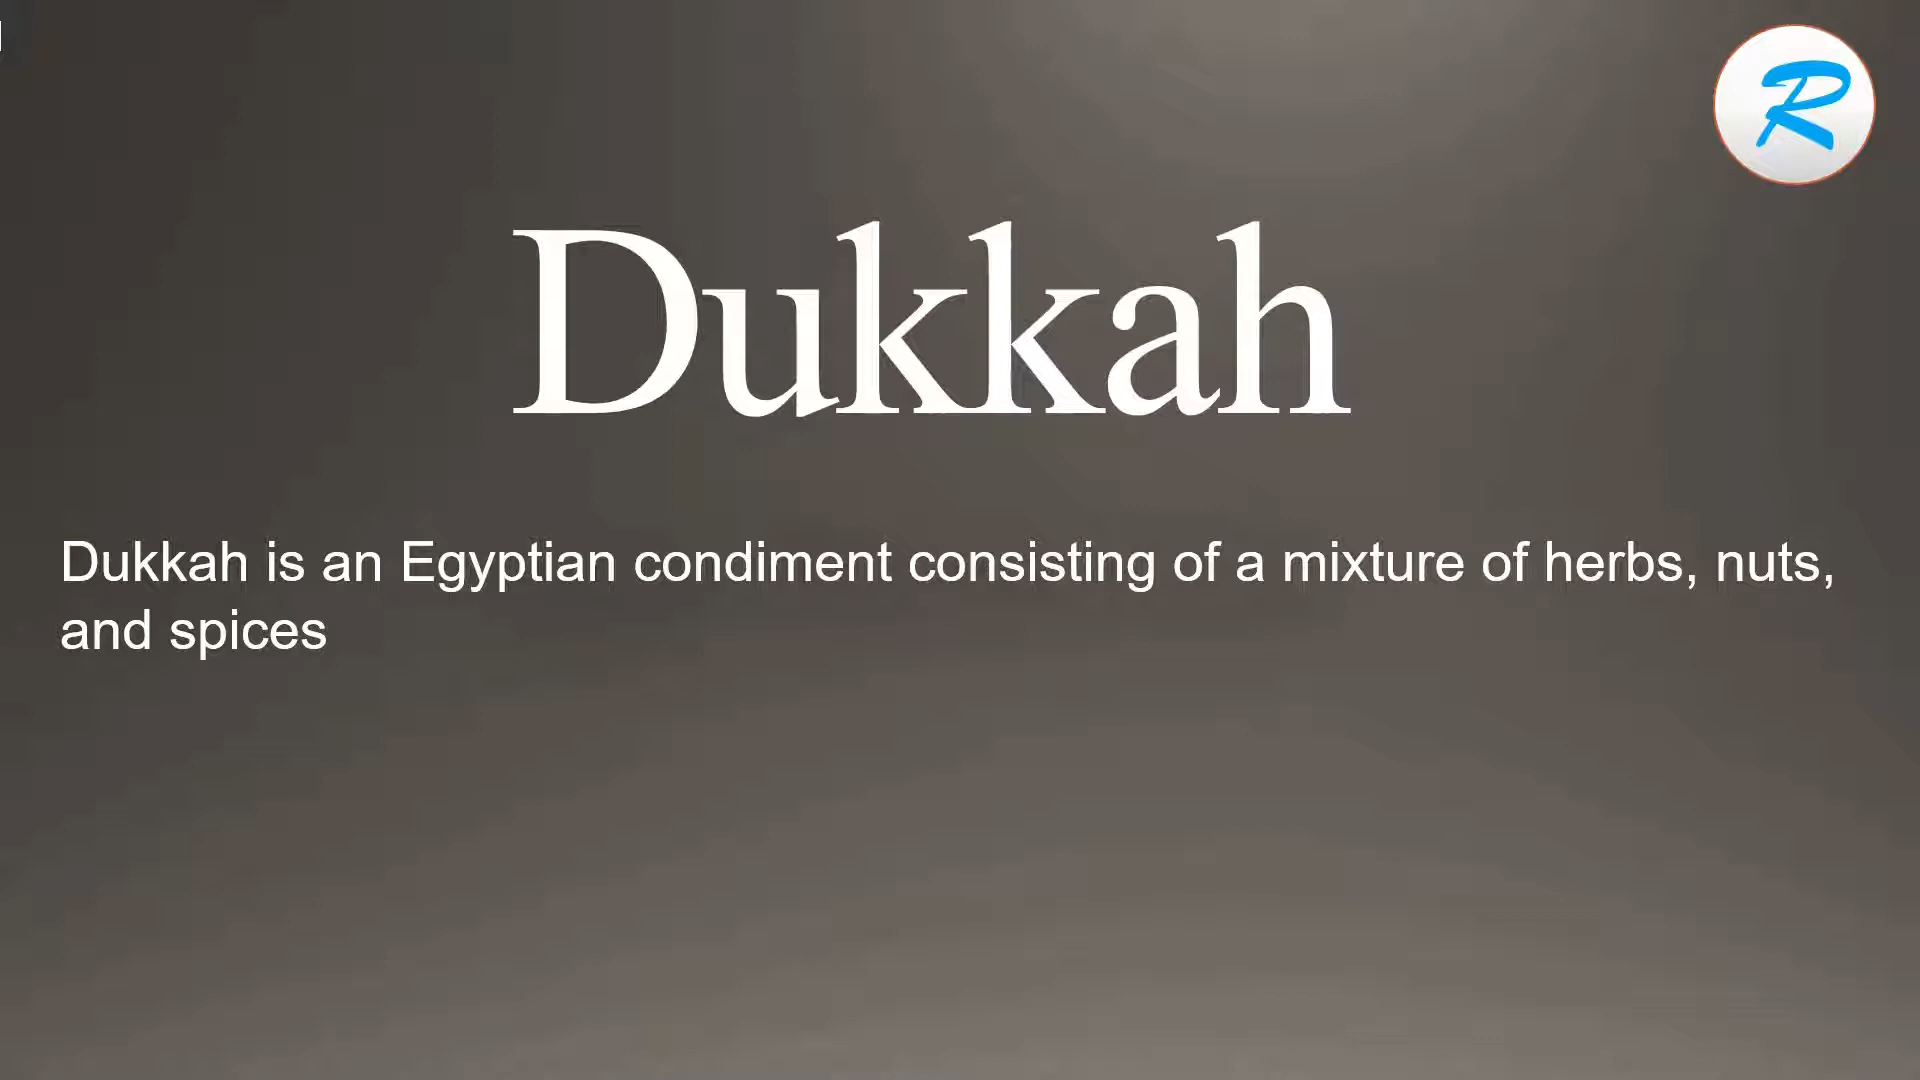 R
Dukkah
Dukkah is an Egyptian condiment consisting of a mixture of herbs, nuts,
and spices